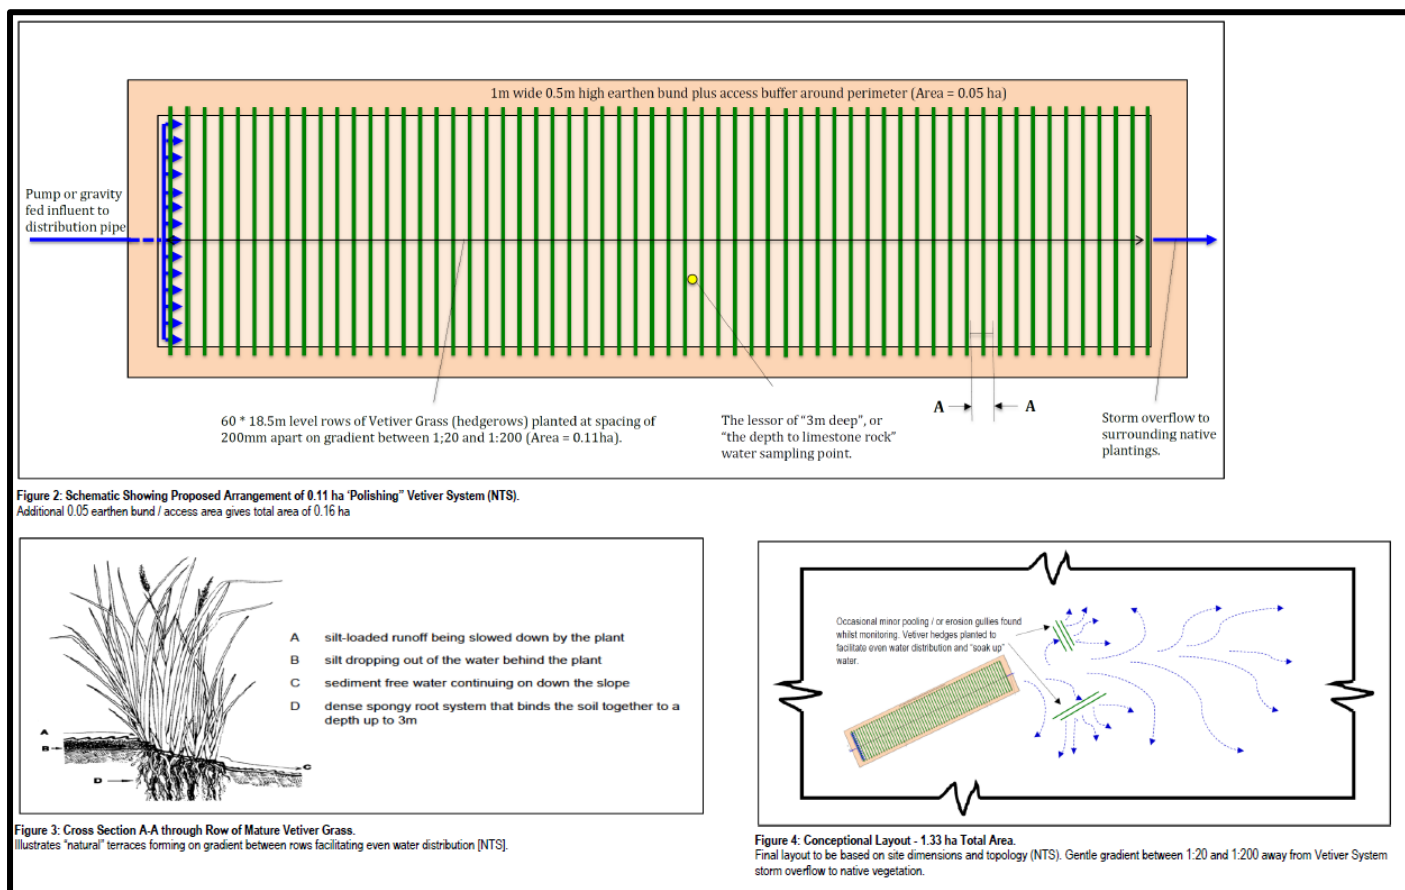 1m wide 0.5m high earthen bund plus access buffer around perimeter (Area = 0.05 ha)
Pump or gravity
fed influent to
distribution pipe
60 * 18.5m level rows of Vetiver Grass (hedgerows) planted at spacing of
200mm apart on gradient between 1;20 and 1:200 (Area = 0.11ha).
The lessor of “3m deep”, or
“the depth to limestone rock”
water sampling point.
A A
Storm overflow to
surrounding native
plantings.
Figure 2: Schematic Showing Proposed Arrangement of 0.11 ha ‘Polishing” Vetiver System (NTS).
Additional 0.05 earthen bund / access area gives total area of 0.16 ha
A silt-loaded runoff being slowed down by the plant
B silt dropping out of the water behind the plant
C sediment free water continuing on down the slope
D dense spongy root system that binds the soil together to a
depth up to 3m
A
B
C
D
Figure 3: Cross Section A-A through Row of Mature Vetiver Grass.
Illustrates “natural” terraces forming on gradient between rows facilitating even water distribution [NTS].
Occasional minor pooling / or erosion gullies found
whilst monitoring. Vetiver hedges planted to
facilitate even water distribution and “soak up”
water.
Figure 4: Conceptional Layout - 1.33 ha Total Area.
Final layout to be based on site dimensions and topology (NTS). Gentle gradient between 1:20 and 1:200 away from Vetiver System
storm overflow to native vegetation.